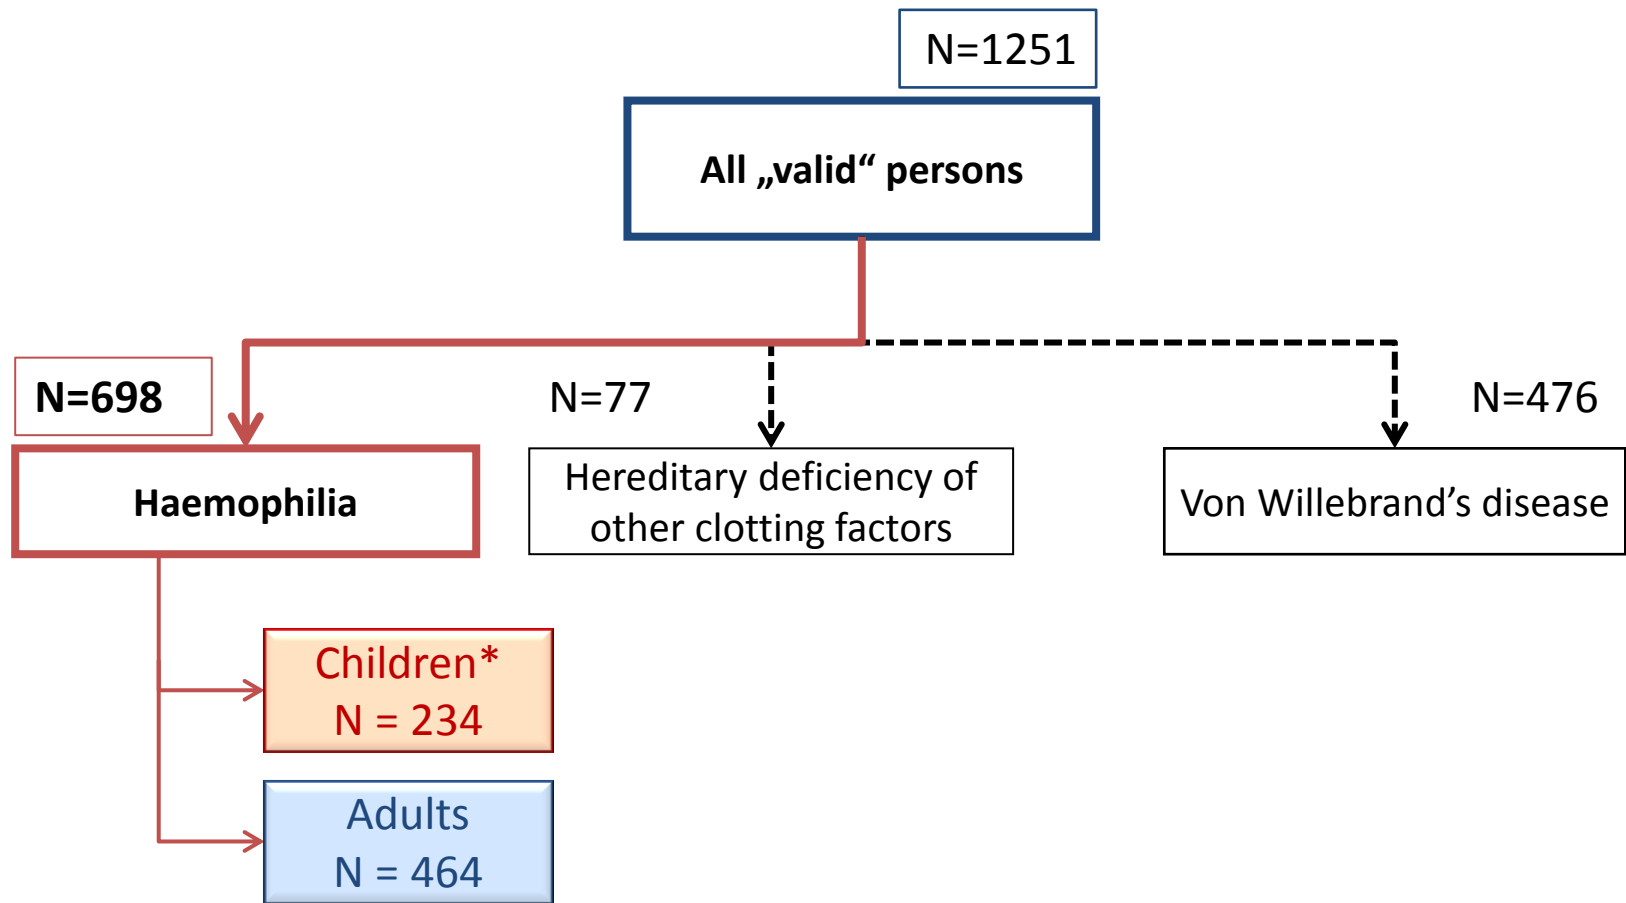 N=1251
All „valid“ persons
N=698
N=77
N=476
Haemophilia
Hereditary deficiency of
other clotting factors
Von Willebrand’s disease
Children*
N = 234
Adults
N = 464